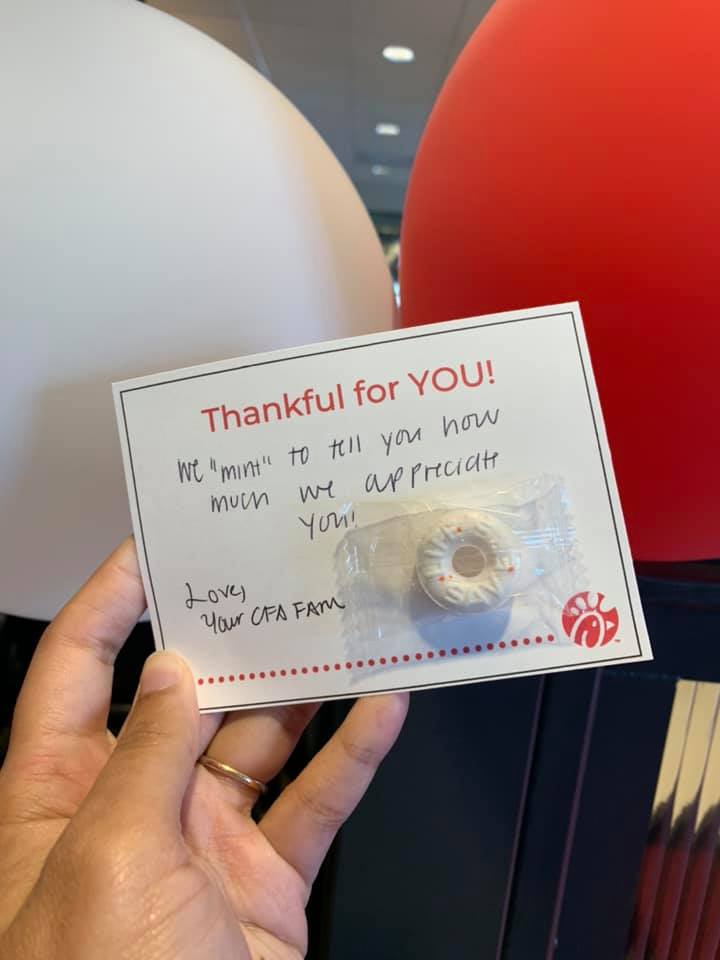 Thankful for YOU!
We "mint" to tell you how
much we appreciate
you!
Love,
Your CFA FAM